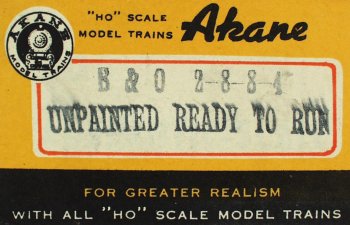 "HO" SCALE
MODEL TRAINS
Akane
AKANE
MODEL TRAINS
B & O 2-8-8-4
UNPAINTED READY TO RUN
FOR GREATER REALISM
WITH ALL "HO" SCALE MODEL TRAINS